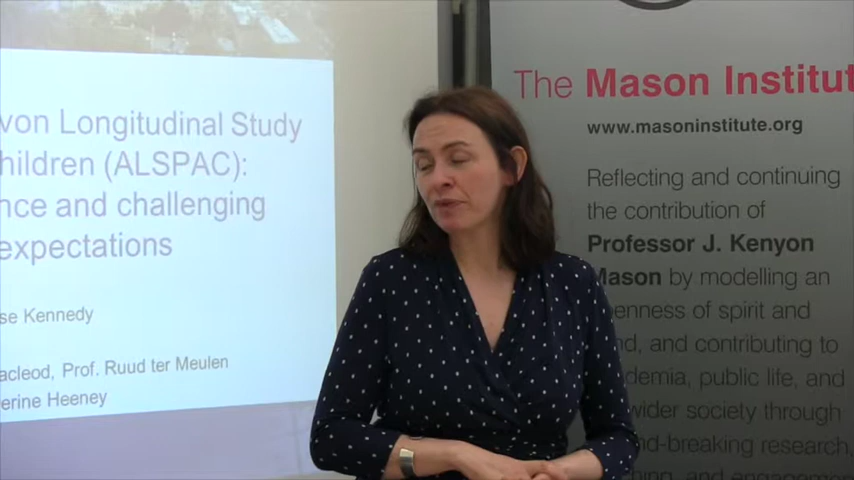 von Longitudinal Study
hildren (ALSPAC):
nce and challenging
expectations
se Kennedy
acleod, Prof. Ruud ter Meulen
erine Heeney
The Mason Institut
www.masoninstitute.org
Reflecting and continuing
the contribution of
Professor J. Kenyon
Mason by modelling an
penness of spirit and
nd, and contributing to
demia, public life, and
wider society through
nd-breaking research,
engagement